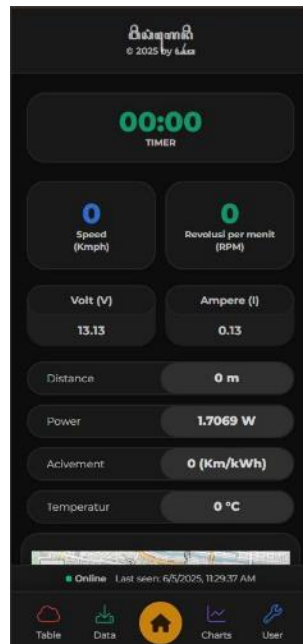 © 2025 by
00:00
TIMER
0
Speed
(Kmph)
0
Revolusi per menit
(RPM)
Volt (V)
13.13
Ampere (I)
0.13
Distance
0 m
Power
1.7069 W
Acivement
0 (Km/kWh)
Temperatur
0 °C
Online Last seen: 6/5/2025, 11:29:37 AM
Table
Data
Charts
User